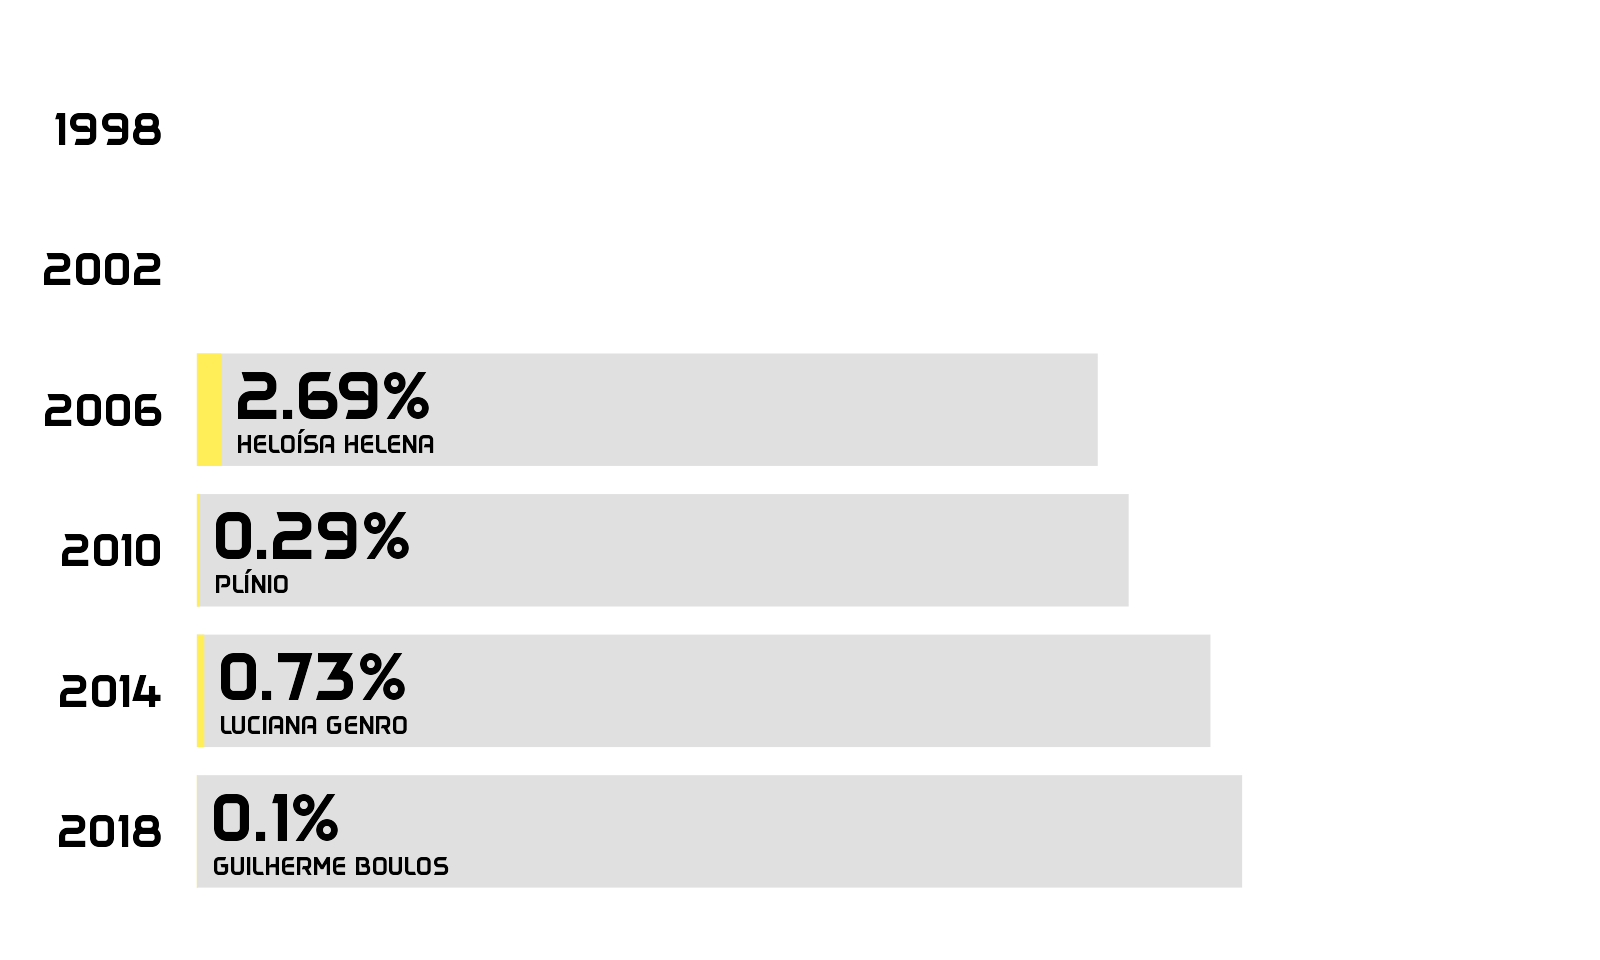 1998
2002
2006
2.69%
HELOÍSA HELENA
2010
0.29%
PLÍNIO
2014
0.73%
LUCIANA GENRO
2018
0.1%
GUILHERME BOULOS